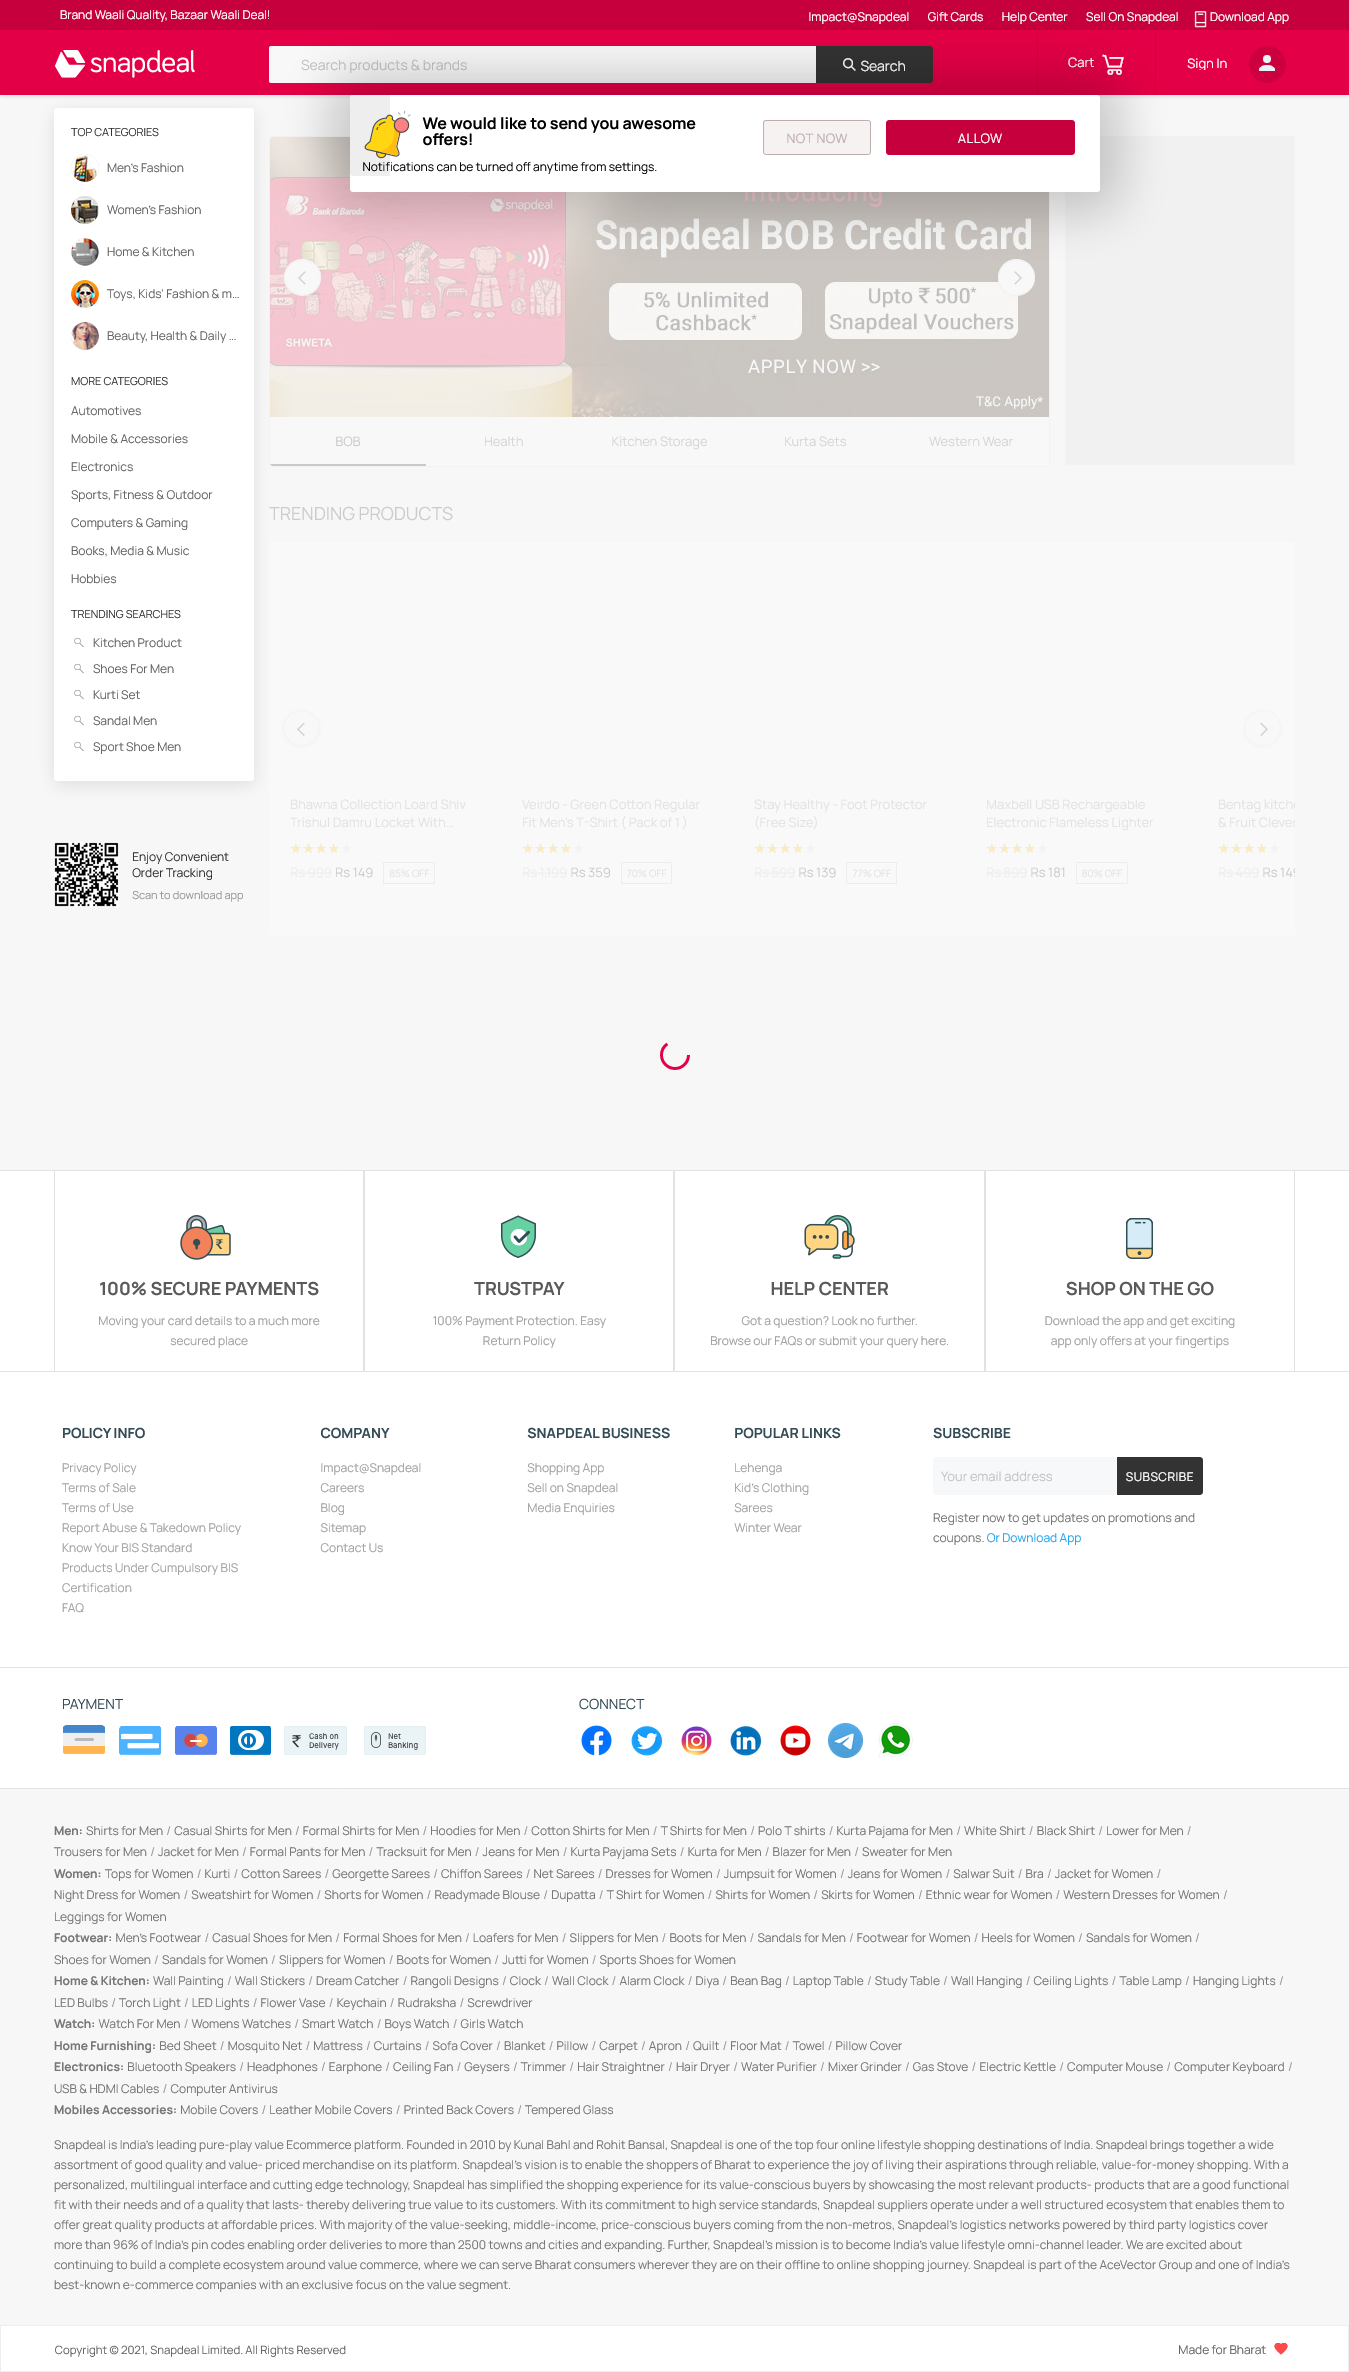 Brand Waali Quality, Bazaar Waali Deal!
Impact@Snapdeal Gift Cards Help Center Sell On Snapdeal Download App
snapdeal
Search products & brands
Search
Cart
Sign In
We would like to send you awesome
offers!
Notifications can be turned off anytime from settings.
NOT NOW
ALLOW
TOP CATEGORIES
Men's Fashion
Women's Fashion
Home & Kitchen
Toys, Kids' Fashion & m...
Beauty, Health & Daily ...
MORE CATEGORIES
Automotives
Mobile & Accessories
Electronics
Sports, Fitness & Outdoor
Computers & Gaming
Books, Media & Music
Hobbies
TRENDING SEARCHES
Kitchen Product
Shoes For Men
Kurti Set
Sandal Men
Sport Shoe Men
Enjoy Convenient
Order Tracking
Scan to download app
Bank of Baroda
snapdeal
SHWETA
Introducing
Snapdeal BOB Credit Card
5% Unlimited
Cashback*
Upto ₹ 500*
Snapdeal Vouchers
APPLY NOW >>
T&C Apply*
BOB Health Kitchen Storage Kurta Sets Western Wear
TRENDING PRODUCTS
Bhawna Collection Loard Shiv
Trishul Damru Locket With...
Rs 999 Rs 149 85% OFF
Veirdo - Green Cotton Regular
Fit Men's T-Shirt ( Pack of 1 )
Rs 1,199 Rs 359 70% OFF
Stay Healthy - Foot Protector
(Free Size)
Rs 599 Rs 139 77% OFF
Maxbell USB Rechargeable
Electronic Flameless Lighter
Rs 899 Rs 181 80% OFF
Bentag kitch
& Fruit Clever
Rs 499 Rs 149
100% SECURE PAYMENTS
Moving your card details to a much more
secured place
TRUSTPAY
100% Payment Protection. Easy
Return Policy
HELP CENTER
Got a question? Look no further.
Browse our FAQs or submit your query here.
SHOP ON THE GO
Download the app and get exciting
app only offers at your fingertips
POLICY INFO
Privacy Policy
Terms of Sale
Terms of Use
Report Abuse & Takedown Policy
Know Your BIS Standard
Products Under Cumpulsory BIS
Certification
FAQ
COMPANY
Impact@Snapdeal
Careers
Blog
Sitemap
Contact Us
SNAPDEAL BUSINESS
Shopping App
Sell on Snapdeal
Media Enquiries
POPULAR LINKS
Lehenga
Kid's Clothing
Sarees
Winter Wear
SUBSCRIBE
Your email address
SUBSCRIBE
Register now to get updates on promotions and
coupons. Or Download App
PAYMENT
Cash on
Delivery
Net
Banking
CONNECT
Men: Shirts for Men / Casual Shirts for Men / Formal Shirts for Men / Hoodies for Men / Cotton Shirts for Men / T Shirts for Men / Polo T shirts / Kurta Pajama for Men / White Shirt / Black Shirt / Lower for Men /
Trousers for Men / Jacket for Men / Formal Pants for Men / Tracksuit for Men / Jeans for Men / Kurta Payjama Sets / Kurta for Men / Blazer for Men / Sweater for Men
Women: Tops for Women / Kurti / Cotton Sarees / Georgette Sarees / Chiffon Sarees / Net Sarees / Dresses for Women / Jumpsuit for Women / Jeans for Women / Salwar Suit / Bra / Jacket for Women /
Night Dress for Women / Sweatshirt for Women / Shorts for Women / Readymade Blouse / Dupatta / T Shirt for Women / Shirts for Women / Skirts for Women / Ethnic wear for Women / Western Dresses for Women /
Leggings for Women
Footwear: Men's Footwear / Casual Shoes for Men / Formal Shoes for Men / Loafers for Men / Slippers for Men / Boots for Men / Sandals for Men / Footwear for Women / Heels for Women / Sandals for Women /
Shoes for Women / Sandals for Women / Slippers for Women / Boots for Women / Jutti for Women / Sports Shoes for Women
Home & Kitchen: Wall Painting / Wall Stickers / Dream Catcher / Rangoli Designs / Clock / Wall Clock / Alarm Clock / Diya / Bean Bag / Laptop Table / Study Table / Wall Hanging / Ceiling Lights / Table Lamp / Hanging Lights /
LED Bulbs / Torch Light / LED Lights / Flower Vase / Keychain / Rudraksha / Screwdriver
Watch: Watch For Men / Womens Watches / Smart Watch / Boys Watch / Girls Watch
Home Furnishing: Bed Sheet / Mosquito Net / Mattress / Curtains / Sofa Cover / Blanket / Pillow / Carpet / Apron / Quilt / Floor Mat / Towel / Pillow Cover
Electronics: Bluetooth Speakers / Headphones / Earphone / Ceiling Fan / Geysers / Trimmer / Hair Straightner / Hair Dryer / Water Purifier / Mixer Grinder / Gas Stove / Electric Kettle / Computer Mouse / Computer Keyboard /
USB & HDMI Cables / Computer Antivirus
Mobiles Accessories: Mobile Covers / Leather Mobile Covers / Printed Back Covers / Tempered Glass
Snapdeal is India's leading pure-play value Ecommerce platform. Founded in 2010 by Kunal Bahl and Rohit Bansal, Snapdeal is one of the top four online lifestyle shopping destinations of India. Snapdeal brings together a wide
assortment of good quality and value- priced merchandise on its platform. Snapdeal's vision is to enable the shoppers of Bharat to experience the joy of living their aspirations through reliable, value-for-money shopping. With a
personalized, multilingual interface and cutting edge technology, Snapdeal has simplified the shopping experience for its value-conscious buyers by showcasing the most relevant products- products that are a good functional
fit with their needs and of a quality that lasts- thereby delivering true value to its customers. With its commitment to high service standards, Snapdeal suppliers operate under a well structured ecosystem that enables them to
offer great quality products at affordable prices. With majority of the value-seeking, middle-income, price-conscious buyers coming from the non-metros, Snapdeal's logistics networks powered by third party logistics cover
more than 96% of India's pin codes enabling order deliveries to more than 2500 towns and cities and expanding. Further, Snapdeal's mission is to become India's value lifestyle omni-channel leader. We are excited about
continuing to build a complete ecosystem around value commerce, where we can serve Bharat consumers wherever they are on their offline to online shopping journey. Snapdeal is part of the AceVector Group and one of India's
best-known e-commerce companies with an exclusive focus on the value segment.
Copyright © 2021, Snapdeal Limited. All Rights Reserved
Made for Bharat